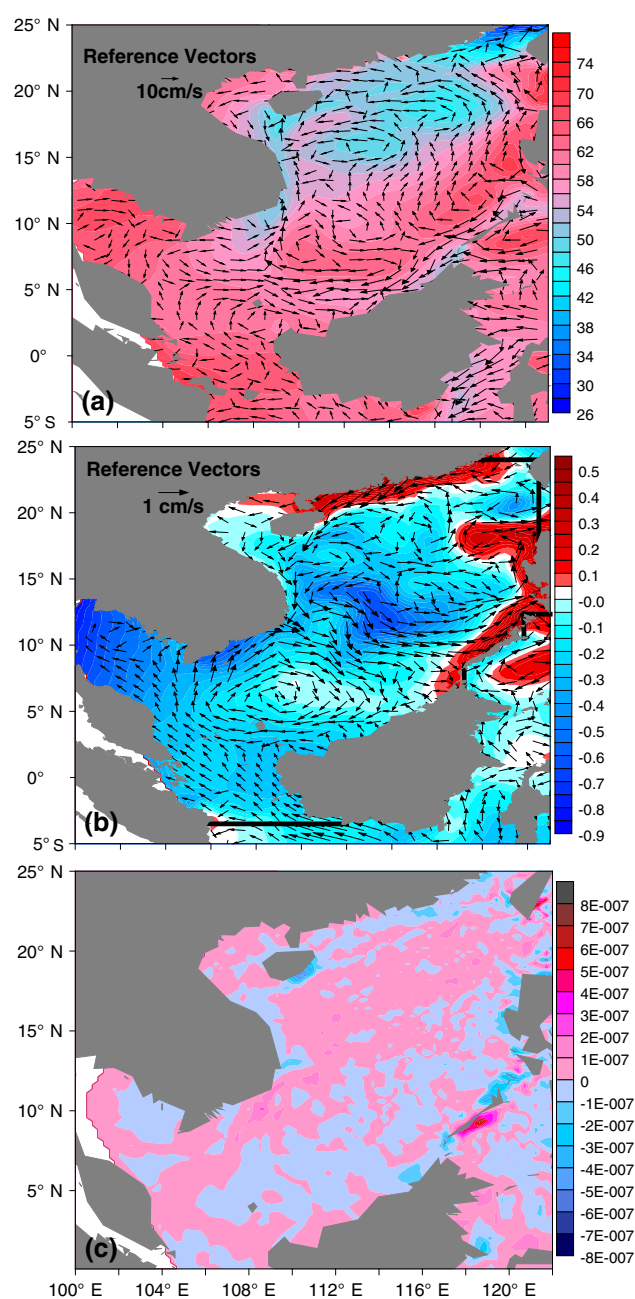 25° N
20° N
15° N
10° N
5° N
0°
5° S
Reference Vectors
10cm/s
(a)
74
70
66
62
58
54
50
46
42
38
34
30
26
25° N
20° N
15° N
10° N
5° N
0°
5° S
Reference Vectors
1 cm/s
(b)
0.5
0.4
0.3
0.2
0.1
-0.0
-0.1
-0.2
-0.3
-0.4
-0.5
-0.6
-0.7
-0.8
-0.9
25° N
20° N
15° N
10° N
5° N
(c)
8E-007
7E-007
6E-007
5E-007
4E-007
3E-007
2E-007
1E-007
0
-1E-007
-2E-007
-3E-007
-4E-007
-5E-007
-6E-007
-7E-007
-8E-007
100° E 104° E 106° E 110° E 112° E 116° E 120° E